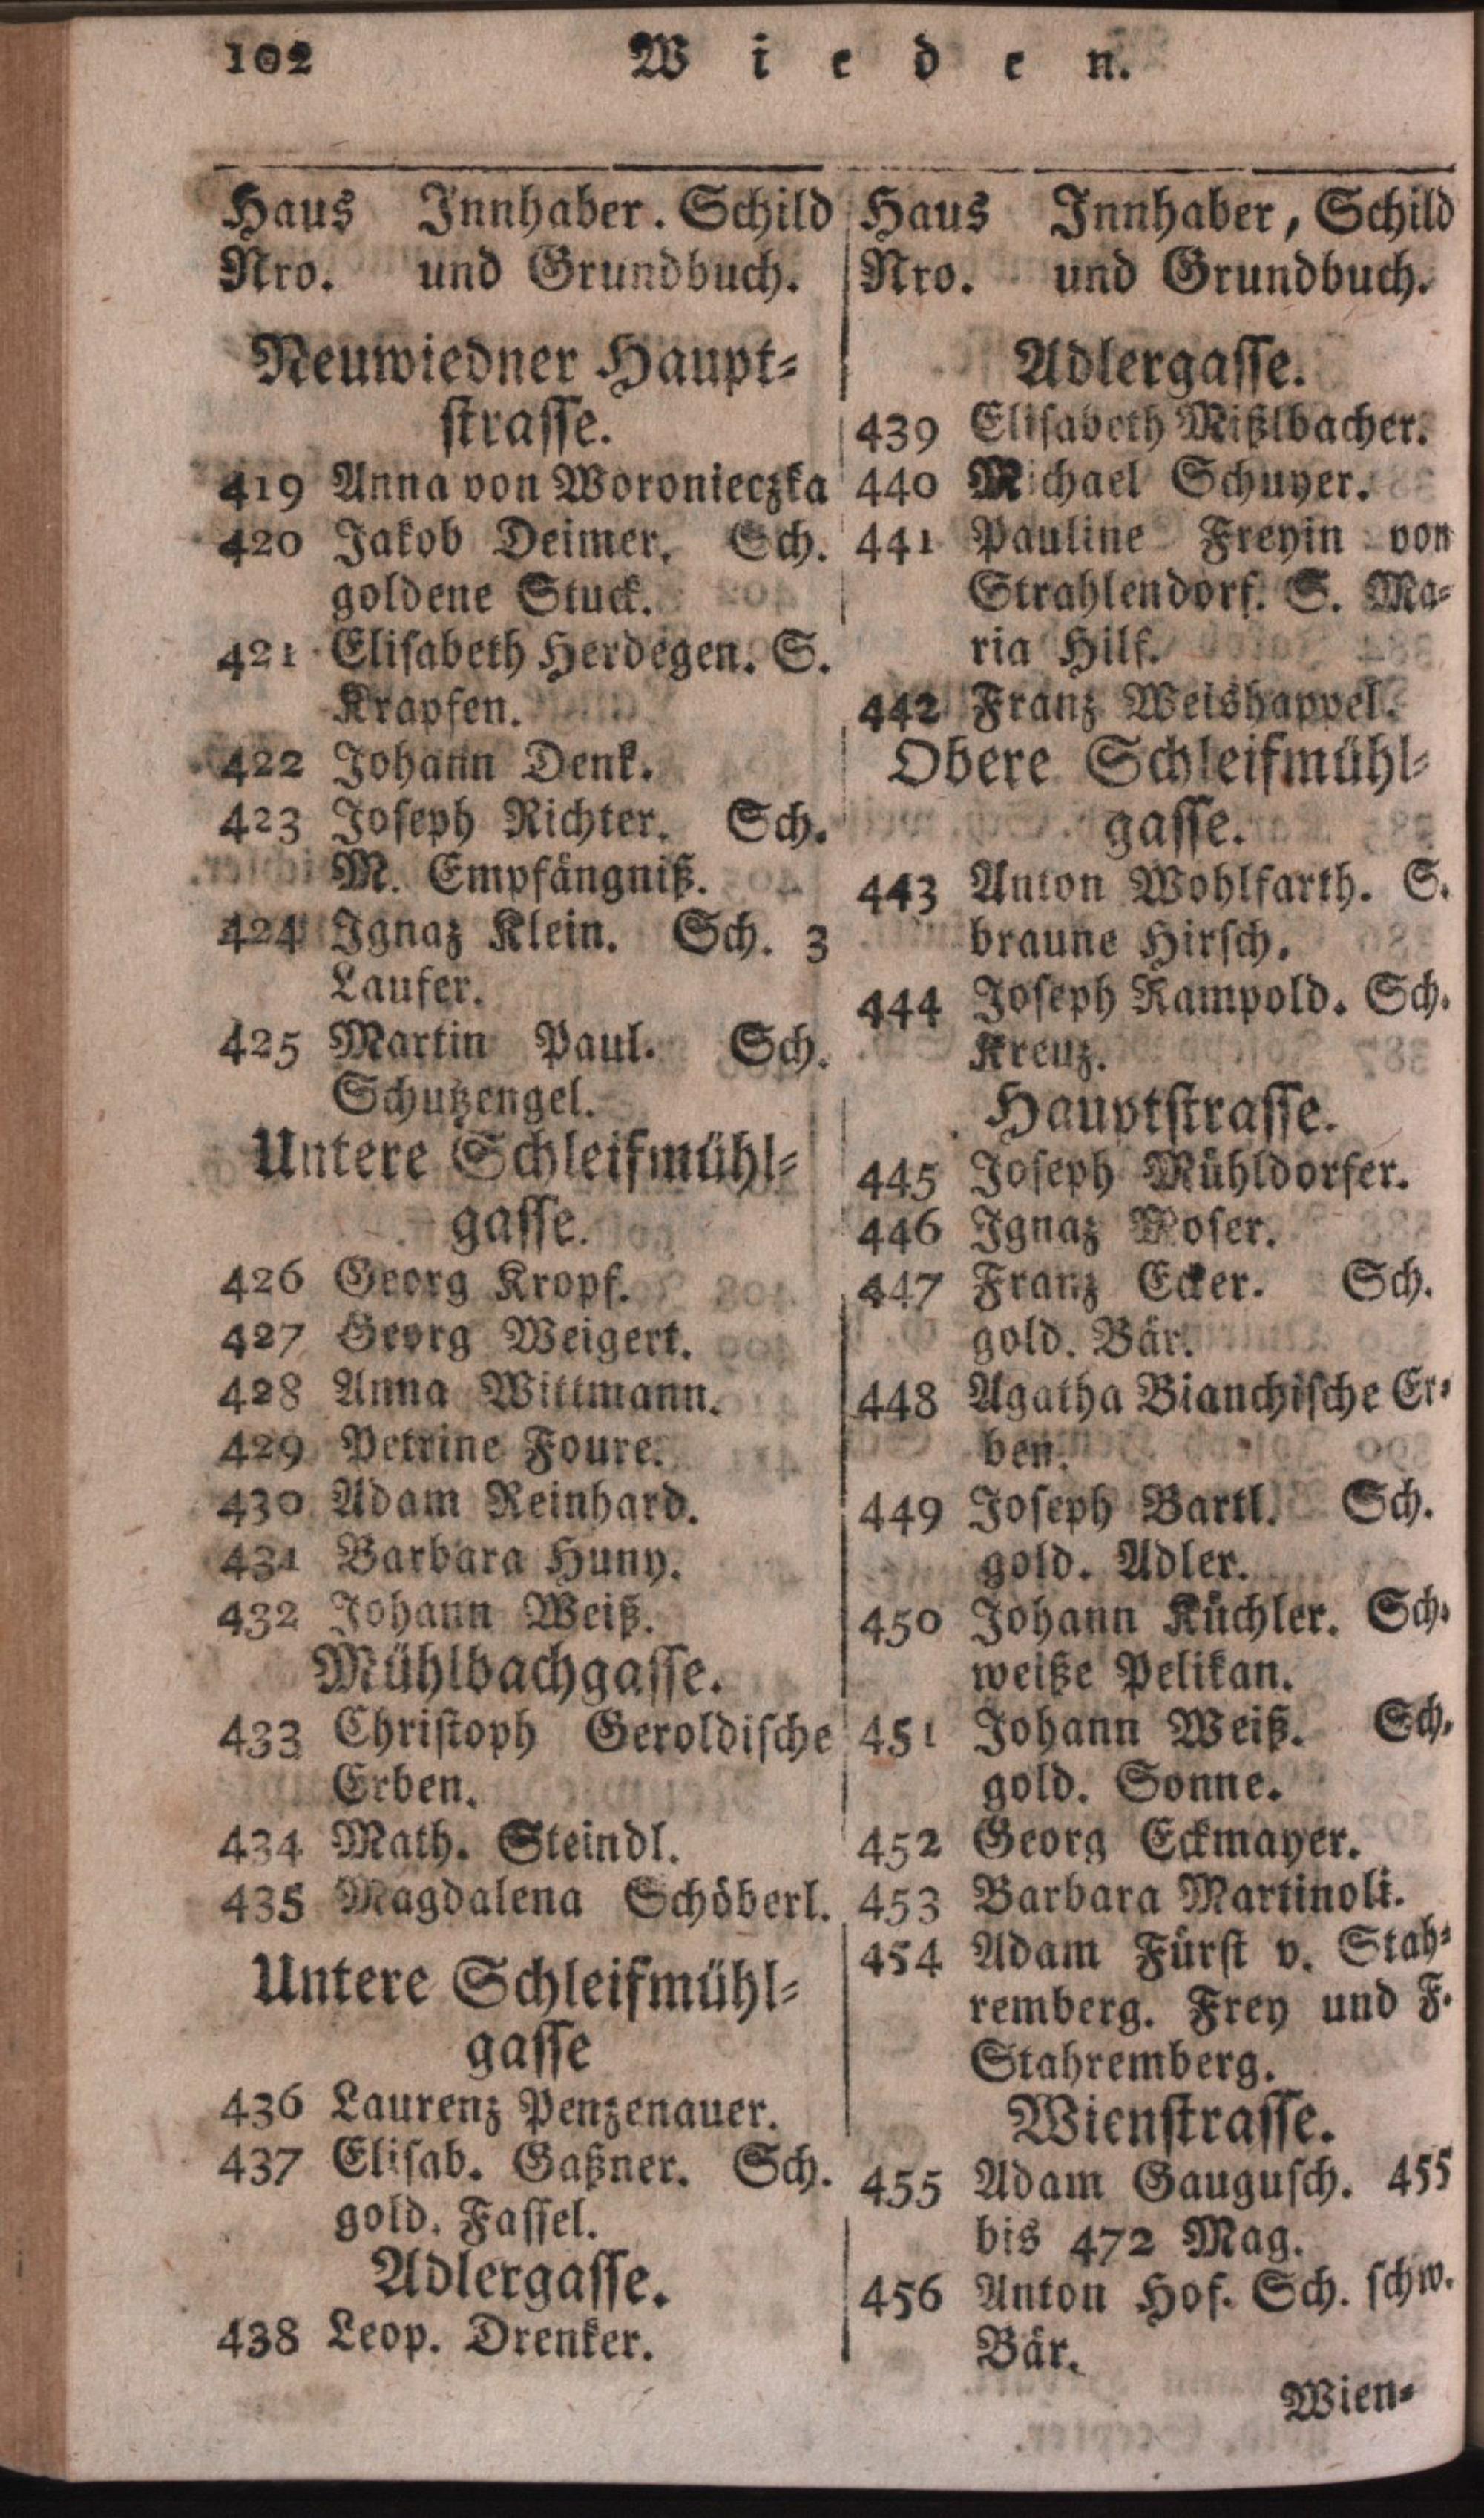 102 Wieden.
Haus Innhaber. Schild
Nro. und Grundbuch.
Neuwiedner Haupt-
strasse.
419 Anna von Woronieczka
420 Jakob Deimer. Sch.
goldene Stuck.
421 Elisabeth Herdegen. S.
Krapfen.
422 Johann Denk.
423 Joseph Richter. Sch.
M. Empfängniß.
424 Ignaz Klein. Sch. 3
Laufer.
425 Martin Paul. Sch.
Schutzengel.
Untere Schleifmühl-
gasse.
426 Georg Kropf.
427 Georg Weigert.
428 Anna Wittmann.
429 Petrine Foure.
430 Adam Reinhard.
431 Barbara Huny.
432 Johann Weiß.
Mühlbachgasse.
433 Christoph Geroldische
Erben.
434 Math. Steindl.
435 Magdalena Schöberl.
Untere Schleifmühl-
gasse
436 Laurenz Penzenauer.
437 Elisab. Gaßner. Sch.
gold. Fassel.
Adlergasse.
438 Leop. Drenker.
Haus Innhaber, Schild
Nro. und Grundbuch.
Adlergasse.
439 Elisabeth Mißlbacher.
440 Michael Schuyer.
441 Pauline Freyin von
Strahlendorf. S. Ma-
ria Hilf.
442 Franz Weishappel.
Obere Schleifmühl-
gasse.
443 Anton Wohlfarth. S.
braune Hirsch.
444 Joseph Rampold. Sch.
Kreuz.
Hauptstrasse.
445 Joseph Mühldorfer.
446 Ignaz Moser.
447 Franz Ecker. Sch.
gold. Bär.
448 Agatha Bianchische Er-
ben.
449 Joseph Bartl. Sch.
gold. Adler.
450 Johann Küchler. Sch.
weiße Pelikan.
451 Johann Weiß. Sch.
gold. Sonne.
452 Georg Eckmayer.
453 Barbara Martinoli.
454 Adam Fürst v. Stah-
remberg. Frey und F.
Stahremberg.
Wienstrasse.
455 Adam Gaugusch. 455
bis 472 Mag.
456 Anton Hof. Sch. schw.
Bär.
Wien-